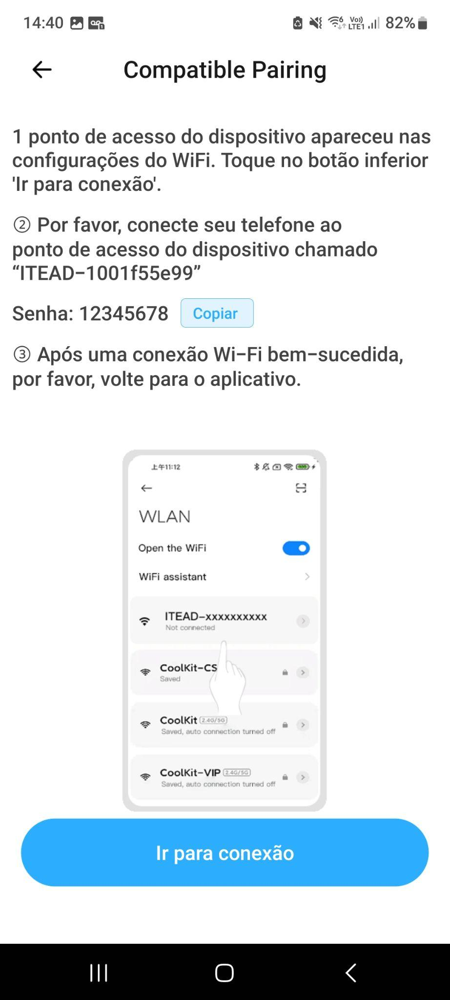 14:40
Vo))
LTE1
82%
Compatible Pairing
1 ponto de acesso do dispositivo apareceu nas
configurações do WiFi. Toque no botão inferior
'Ir para conexão'.
② Por favor, conecte seu telefone ao
ponto de acesso do dispositivo chamado
“ITEAD-1001f55e99”
Senha: 12345678 Copiar
③ Após uma conexão Wi-Fi bem-sucedida,
por favor, volte para o aplicativo.
上午11:12
WLAN
Open the WiFi
WiFi assistant
ITEAD-xxxxxxxxxx
Not connected
CoolKit-CS
Saved
CoolKit 2.4G/5G
Saved, auto connection turned off
CoolKit-VIP 2.4G/5G
Saved, auto connection turned off
Ir para conexão